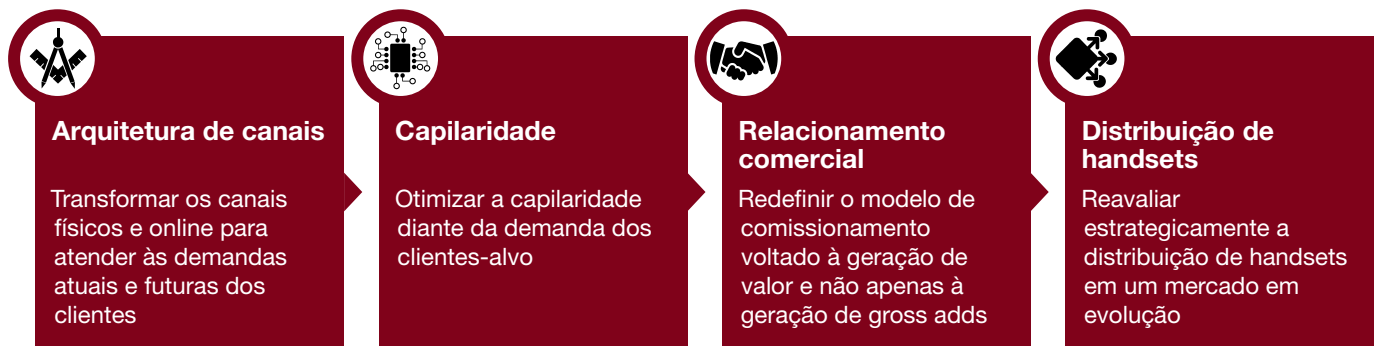 Arquitetura de canais
Transformar os canais
físicos e online para
atender às demandas
atuais e futuras dos
clientes
Capilaridade
Otimizar a capilaridade
diante da demanda dos
clientes-alvo
Relacionamento
comercial
Redefinir o modelo de
comissionamento
voltado à geração de
valor e não apenas à
geração de gross adds
Distribuição de
handsets
Reavaliar
estrategicamente a
distribuição de handsets
em um mercado em
evolução